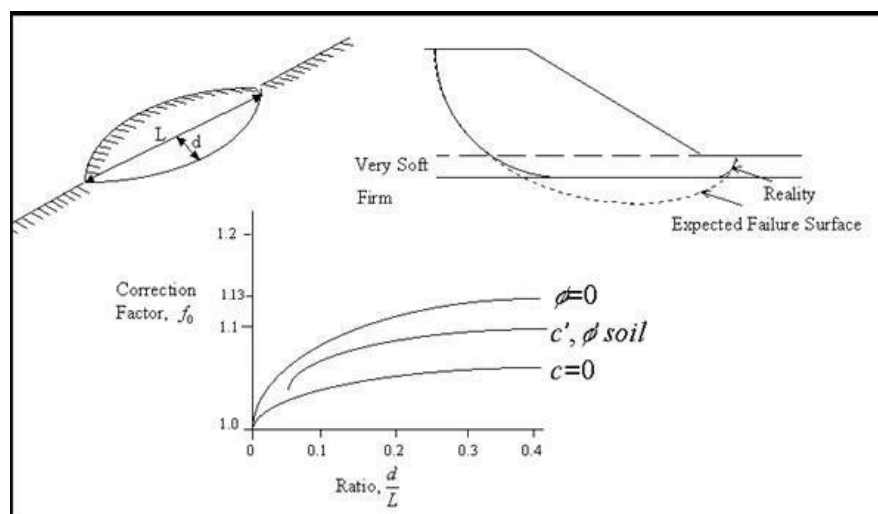 L
d
Very Soft
Firm
Reality
Expected Failure Surface
Correction
Factor, f₀
1.2
1.13
1.1
1.0
ϕ=0
c', ϕ' soil
c=0
0 0.1 0.2 0.3 0.4
Ratio, d/L